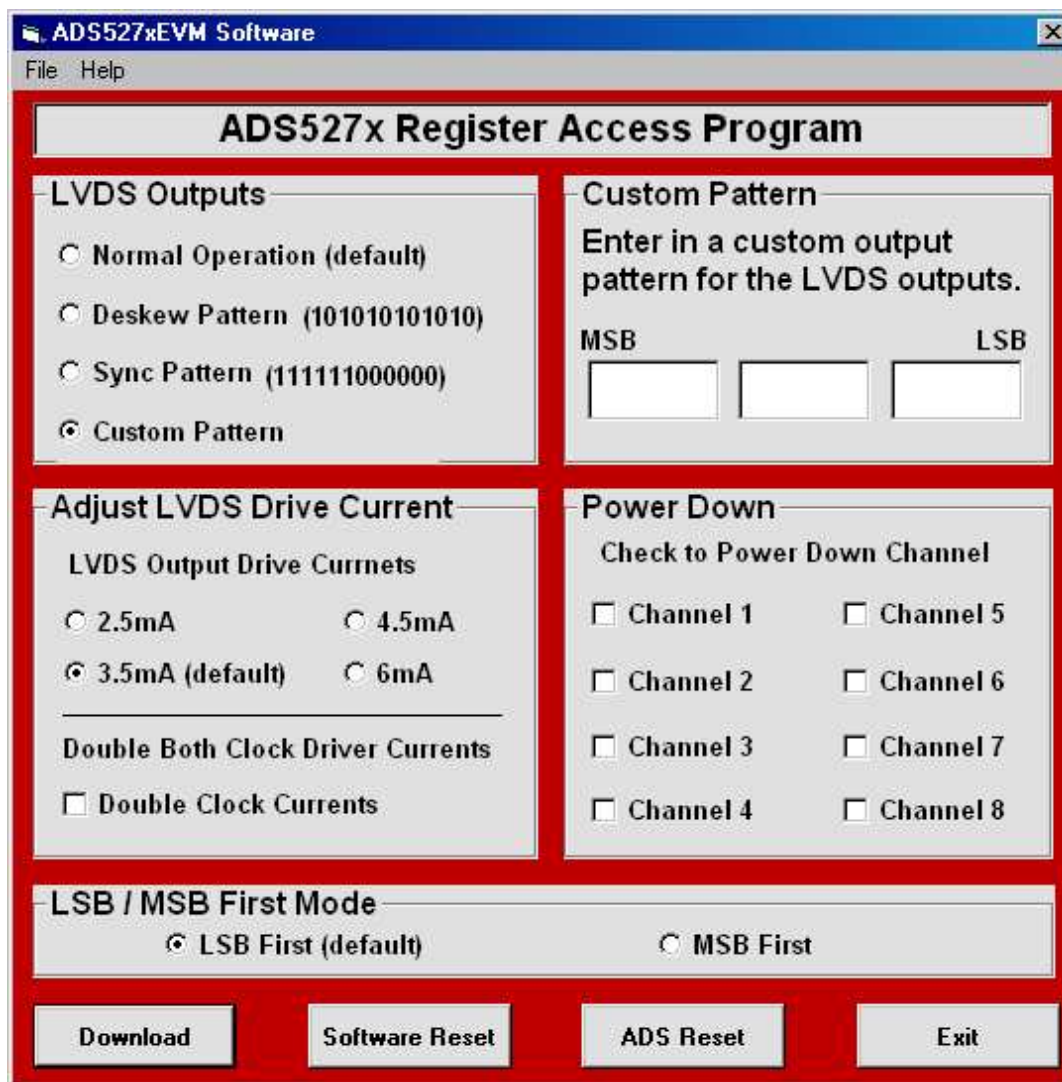 ADS527xEVM Software
File Help
ADS527x Register Access Program
LVDS Outputs
Normal Operation (default)
Deskew Pattern (101010101010)
Sync Pattern (111111000000)
Custom Pattern
Custom Pattern
Enter in a custom output
pattern for the LVDS outputs.
MSB LSB
Adjust LVDS Drive Current
LVDS Output Drive Currnets
2.5mA 4.5mA
3.5mA (default) 6mA
Double Both Clock Driver Currents
Double Clock Currents
Power Down
Check to Power Down Channel
Channel 1 Channel 5
Channel 2 Channel 6
Channel 3 Channel 7
Channel 4 Channel 8
LSB / MSB First Mode
LSB First (default) MSB First
Download Software Reset ADS Reset Exit